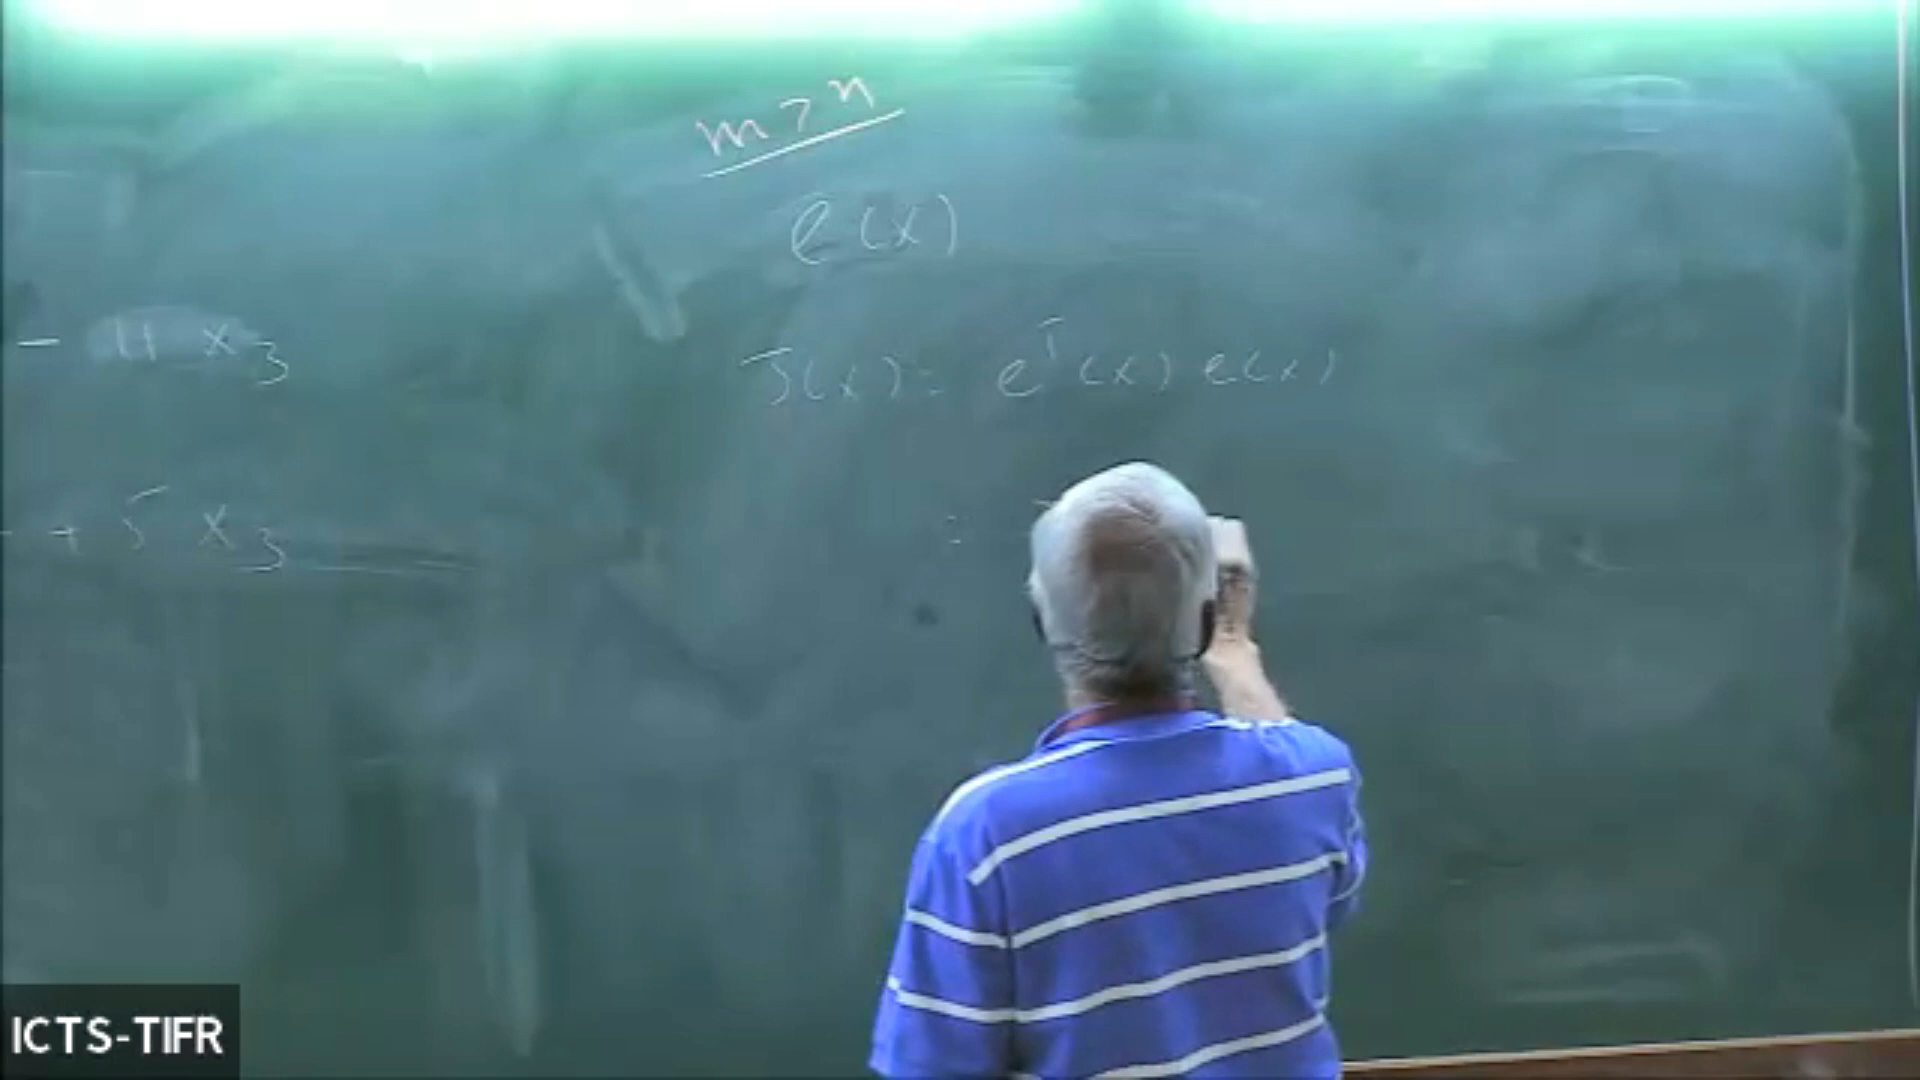 m > n
e(x)
- 11 x3
J(x) = e^T(x) e(x)
+ 5 x3
=
ICTS-TIFR